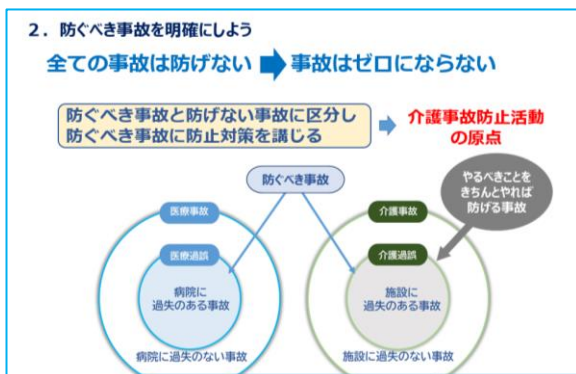 ２．防ぐべき事故を明確にしよう
全ての事故は防げない
事故はゼロにならない
防ぐべき事故と防げない事故に区分し
防ぐべき事故に防止対策を講じる
介護事故防止活動
の原点
防ぐべき事故
やるべきことを
きちんとやれば
防げる事故
医療事故
医療過誤
病院に
過失のある事故
病院に過失のない事故
介護事故
介護過誤
施設に
過失のある事故
施設に過失のない事故